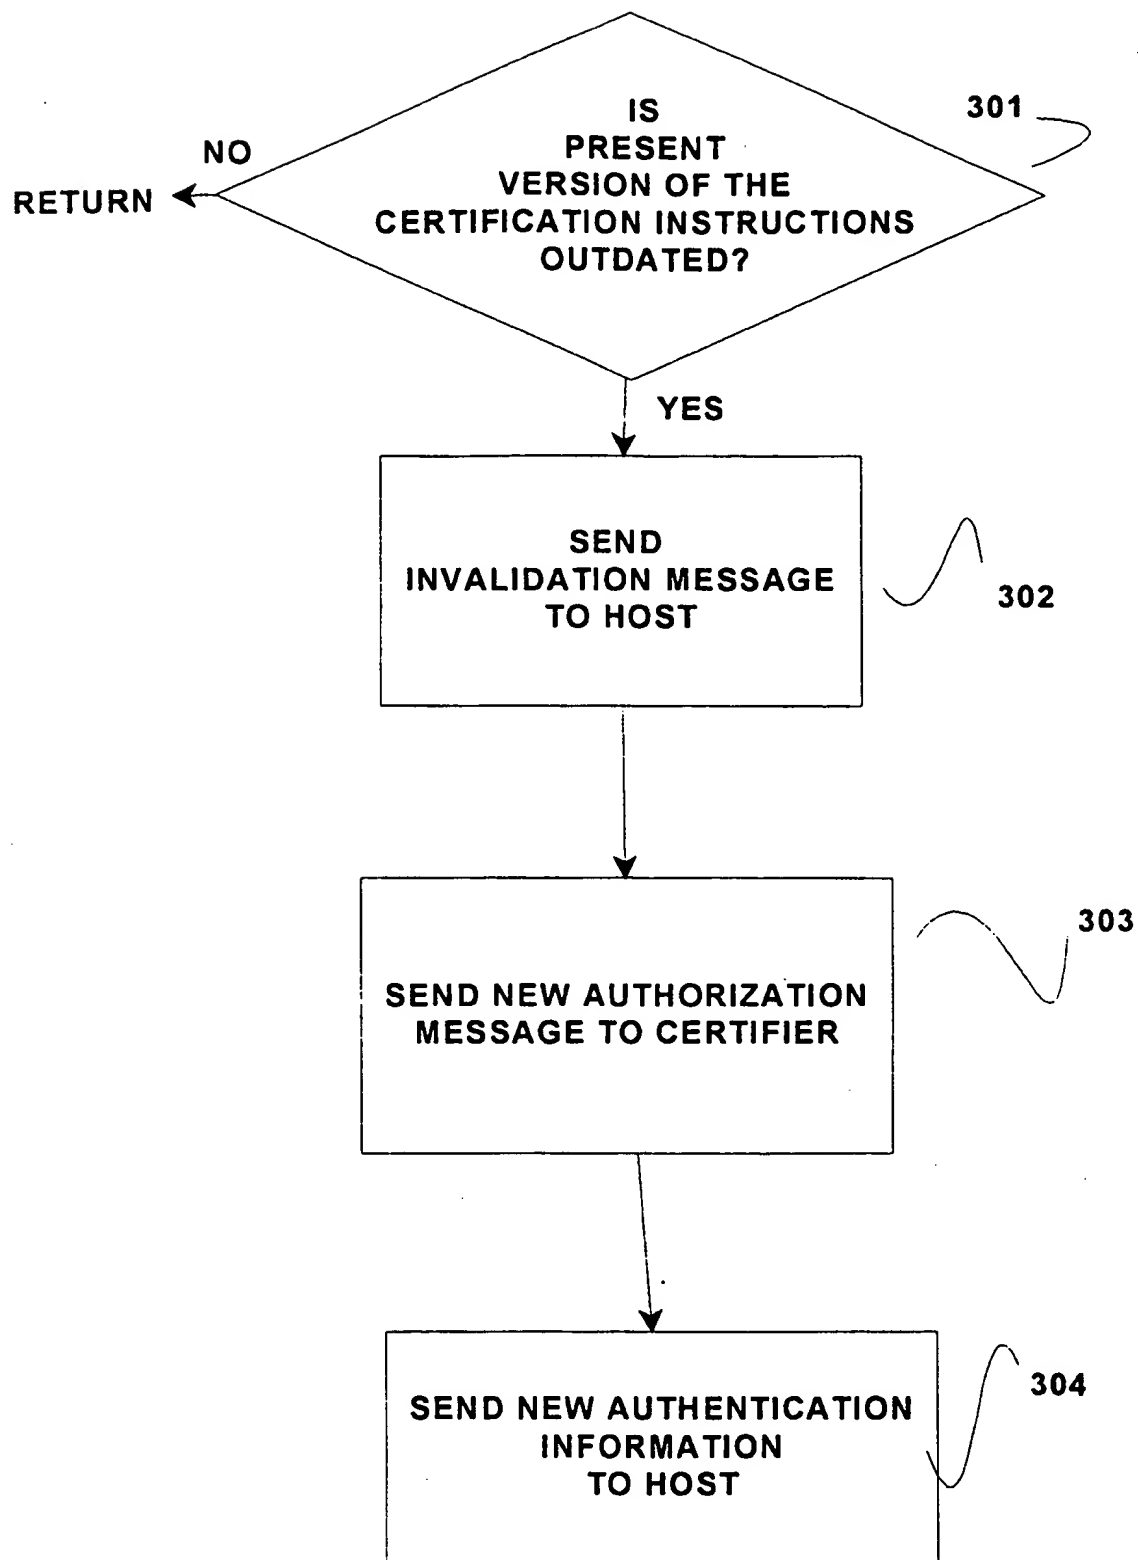 IS
PRESENT
VERSION OF THE
CERTIFICATION INSTRUCTIONS
OUTDATED?
301
NO
RETURN
YES
SEND
INVALIDATION MESSAGE
TO HOST
302
303
SEND NEW AUTHORIZATION
MESSAGE TO CERTIFIER
304
SEND NEW AUTHENTICATION
INFORMATION
TO HOST